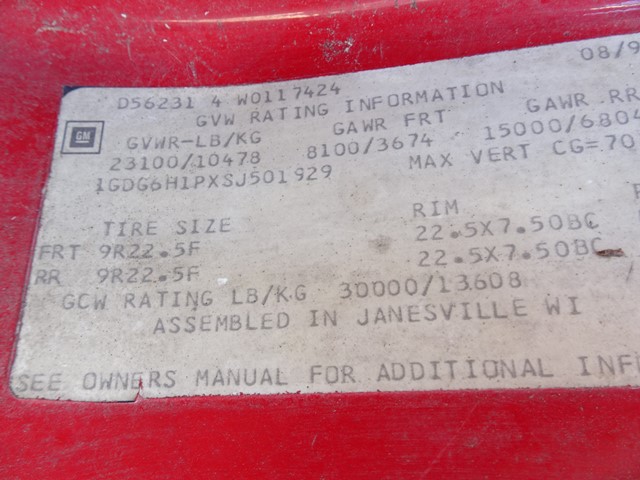 08/9
D56231 4 W0117424
GVW RATING INFORMATION
GM
GVWR-LB/KG GAWR FRT GAWR RR
23100/10478 8100/3674 15000/6804
1GDG6H1PXSJ501929 MAX VERT CG=70
TIRE SIZE RIM
FRT 9R22.5F 22.5X7.50BC
RR 9R22.5F 22.5X7.50BC
GCW RATING LB/KG 30000/13608
ASSEMBLED IN JANESVILLE WI
SEE OWNERS MANUAL FOR ADDITIONAL INF